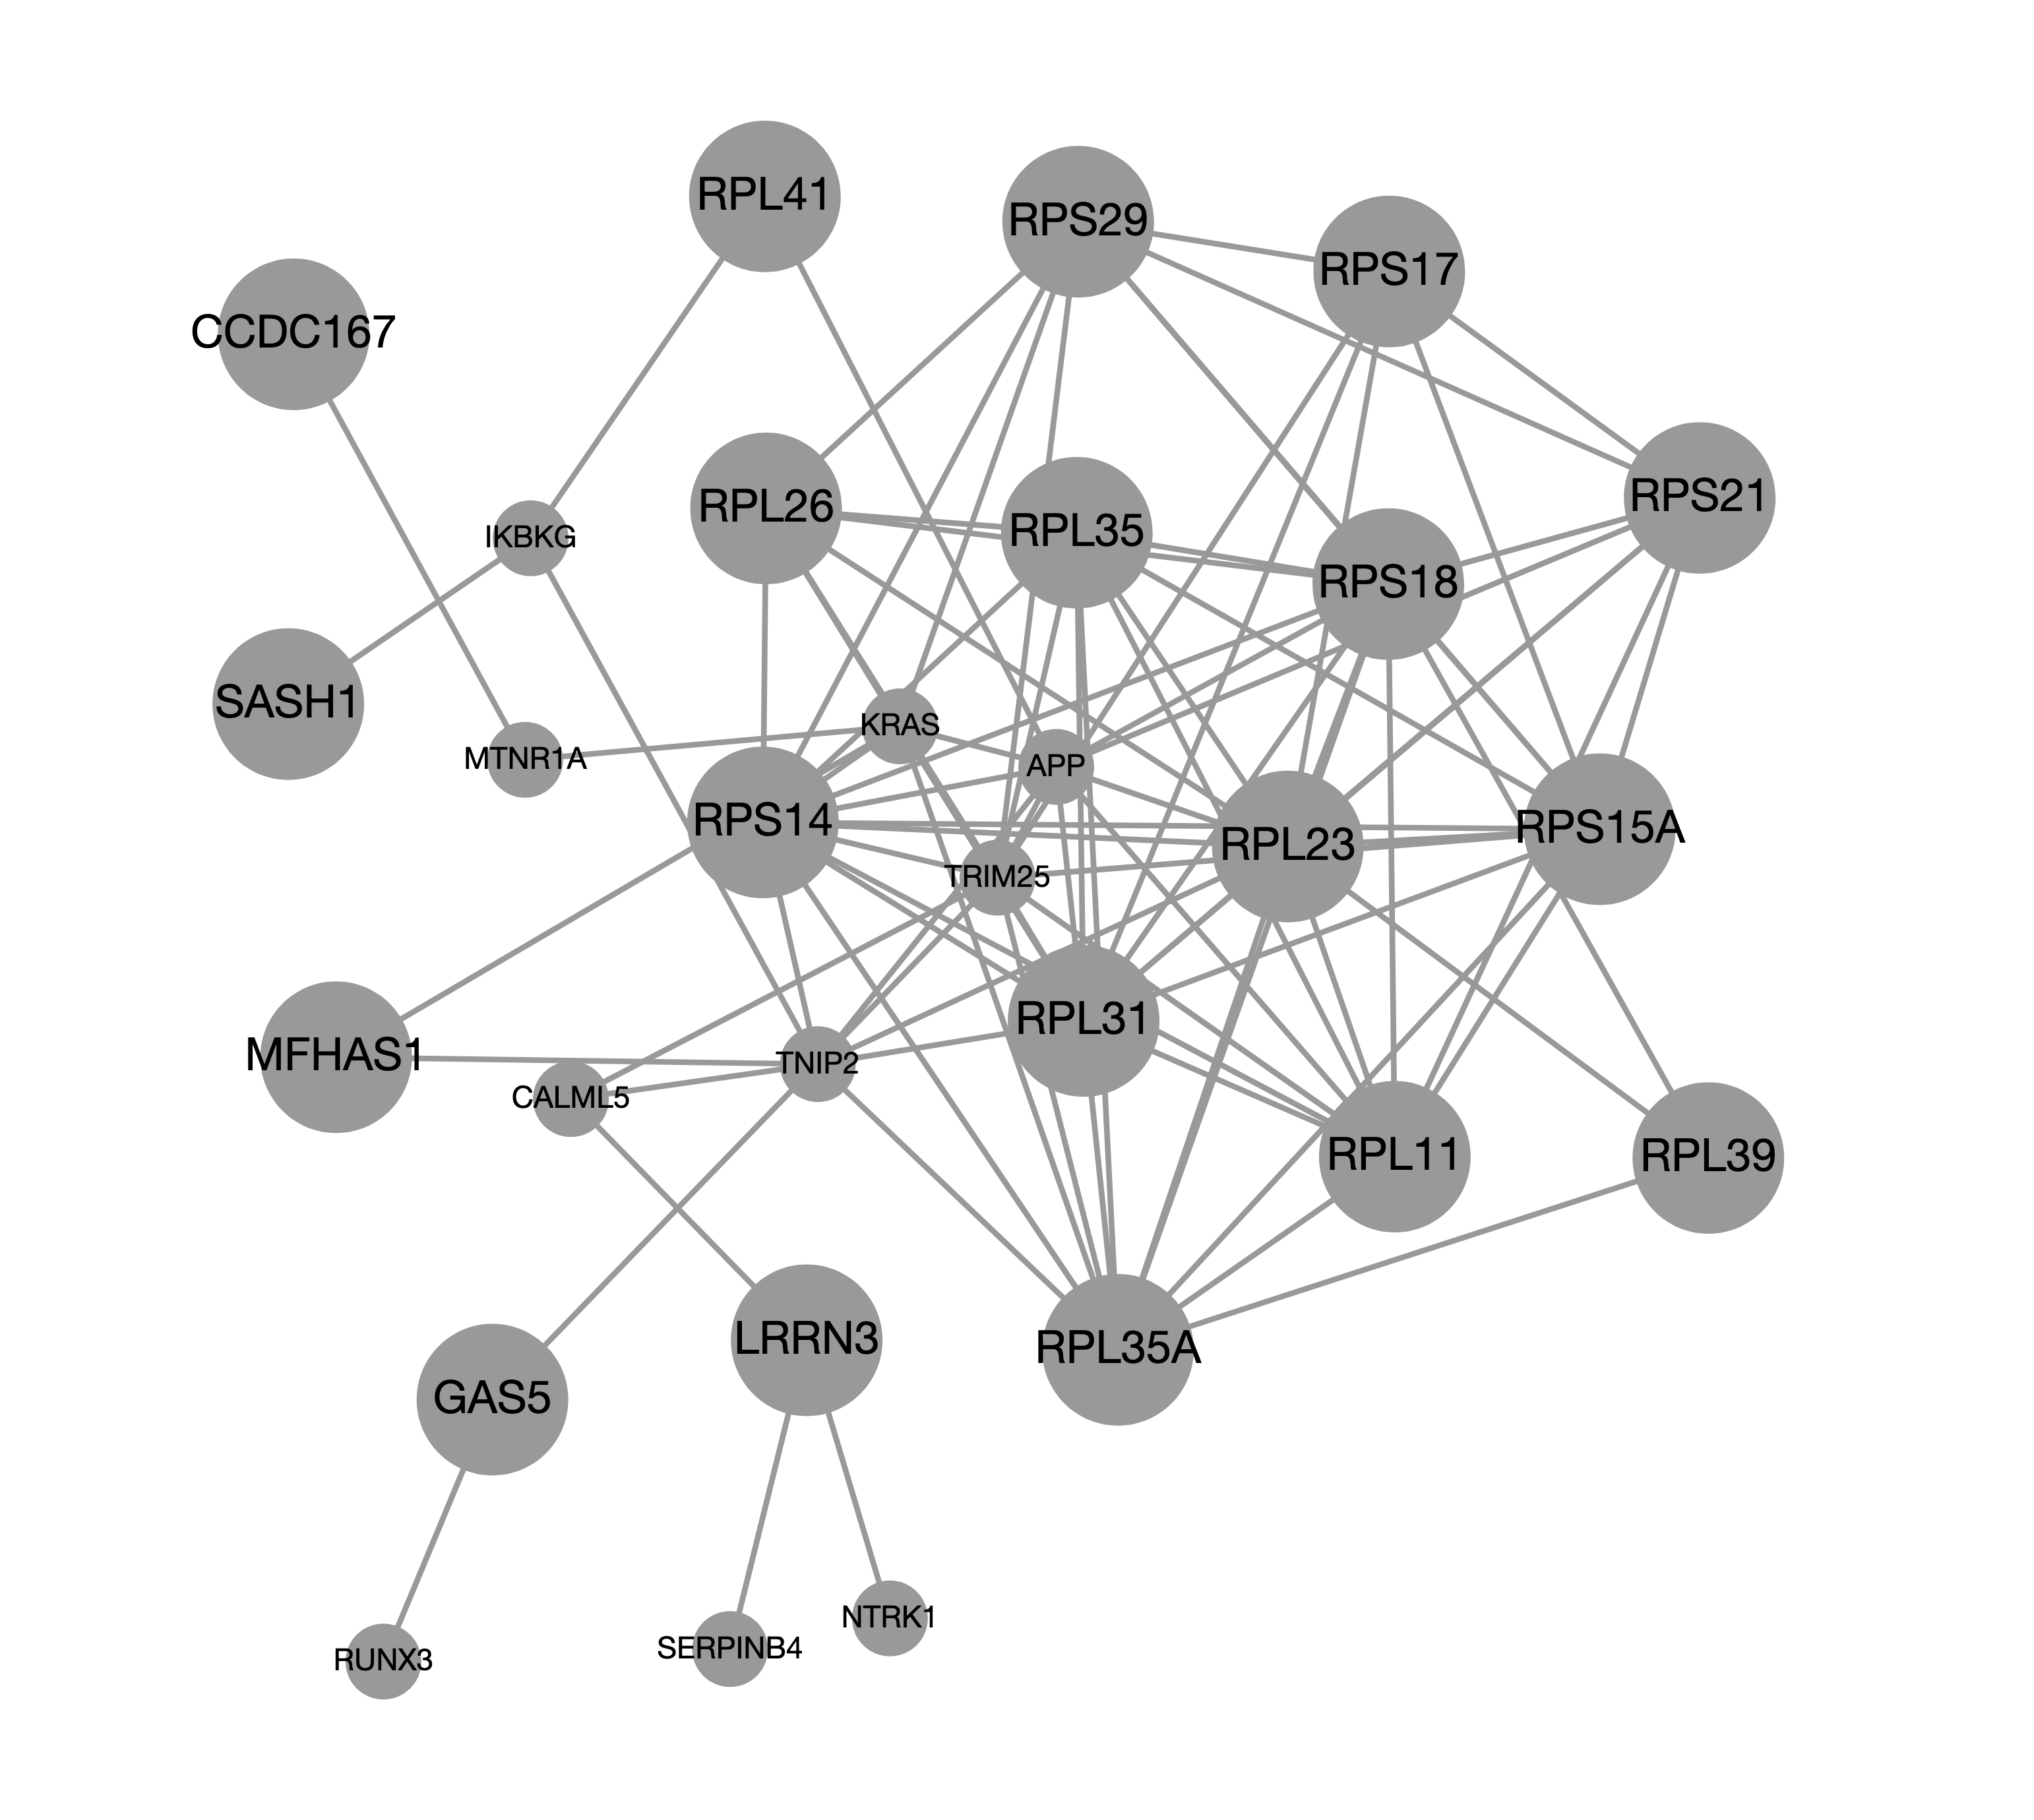 RPL41
RPS29
RPS17
CCDC167
RPL26
RPL35
RPS21
IKBKG
RPS18
SASH1
KRAS
MTNR1A
APP
RPS14
RPS15A
RPL23
TRIM25
RPL31
MFHAS1
TNIP2
CALML5
RPL11
RPL39
LRRN3
RPL35A
GAS5
NTRK1
SERPINB4
RUNX3